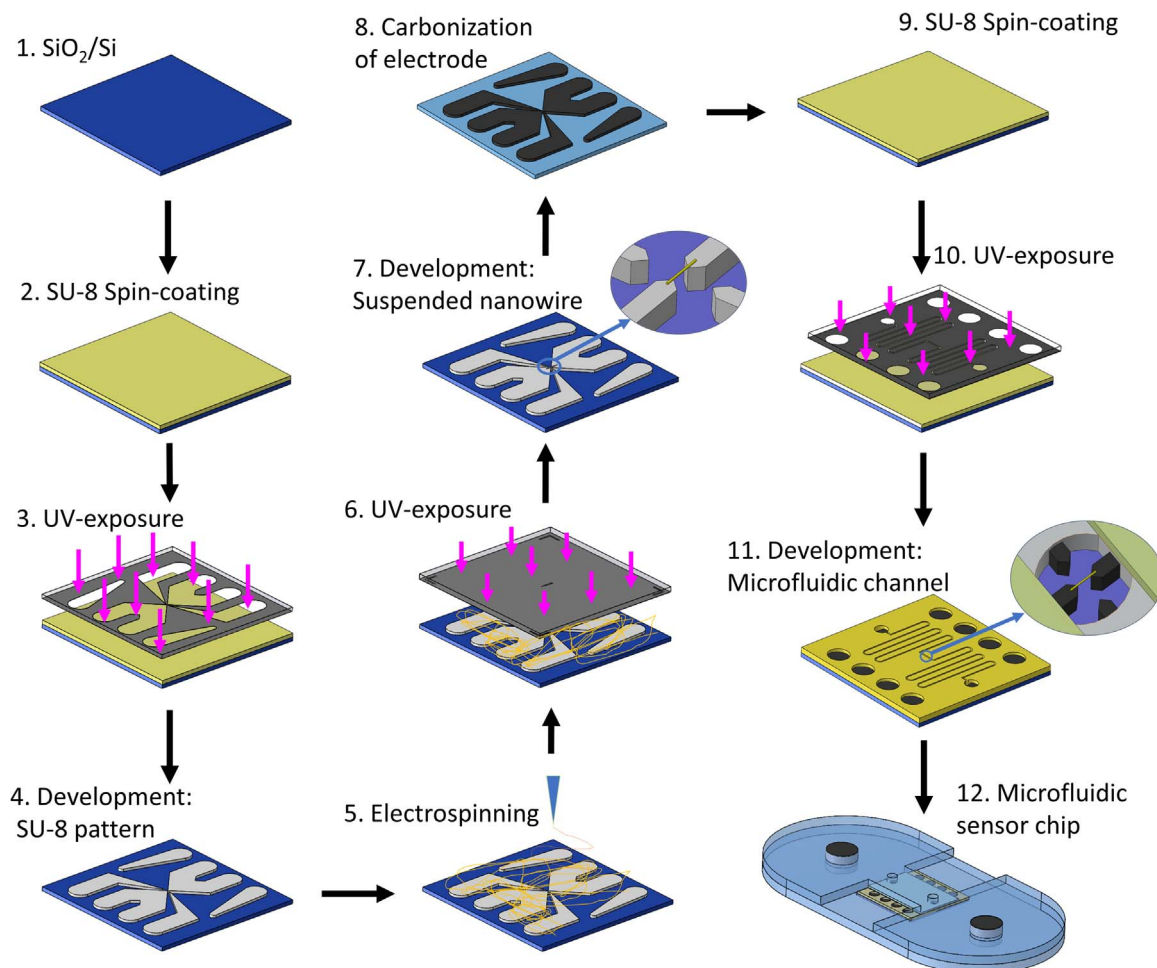 1. SiO₂/Si
2. SU-8 Spin-coating
3. UV-exposure
4. Development:
SU-8 pattern
5. Electrospinning
6. UV-exposure
7. Development:
Suspended nanowire
8. Carbonization
of electrode
9. SU-8 Spin-coating
10. UV-exposure
11. Development:
Microfluidic channel
12. Microfluidic
sensor chip